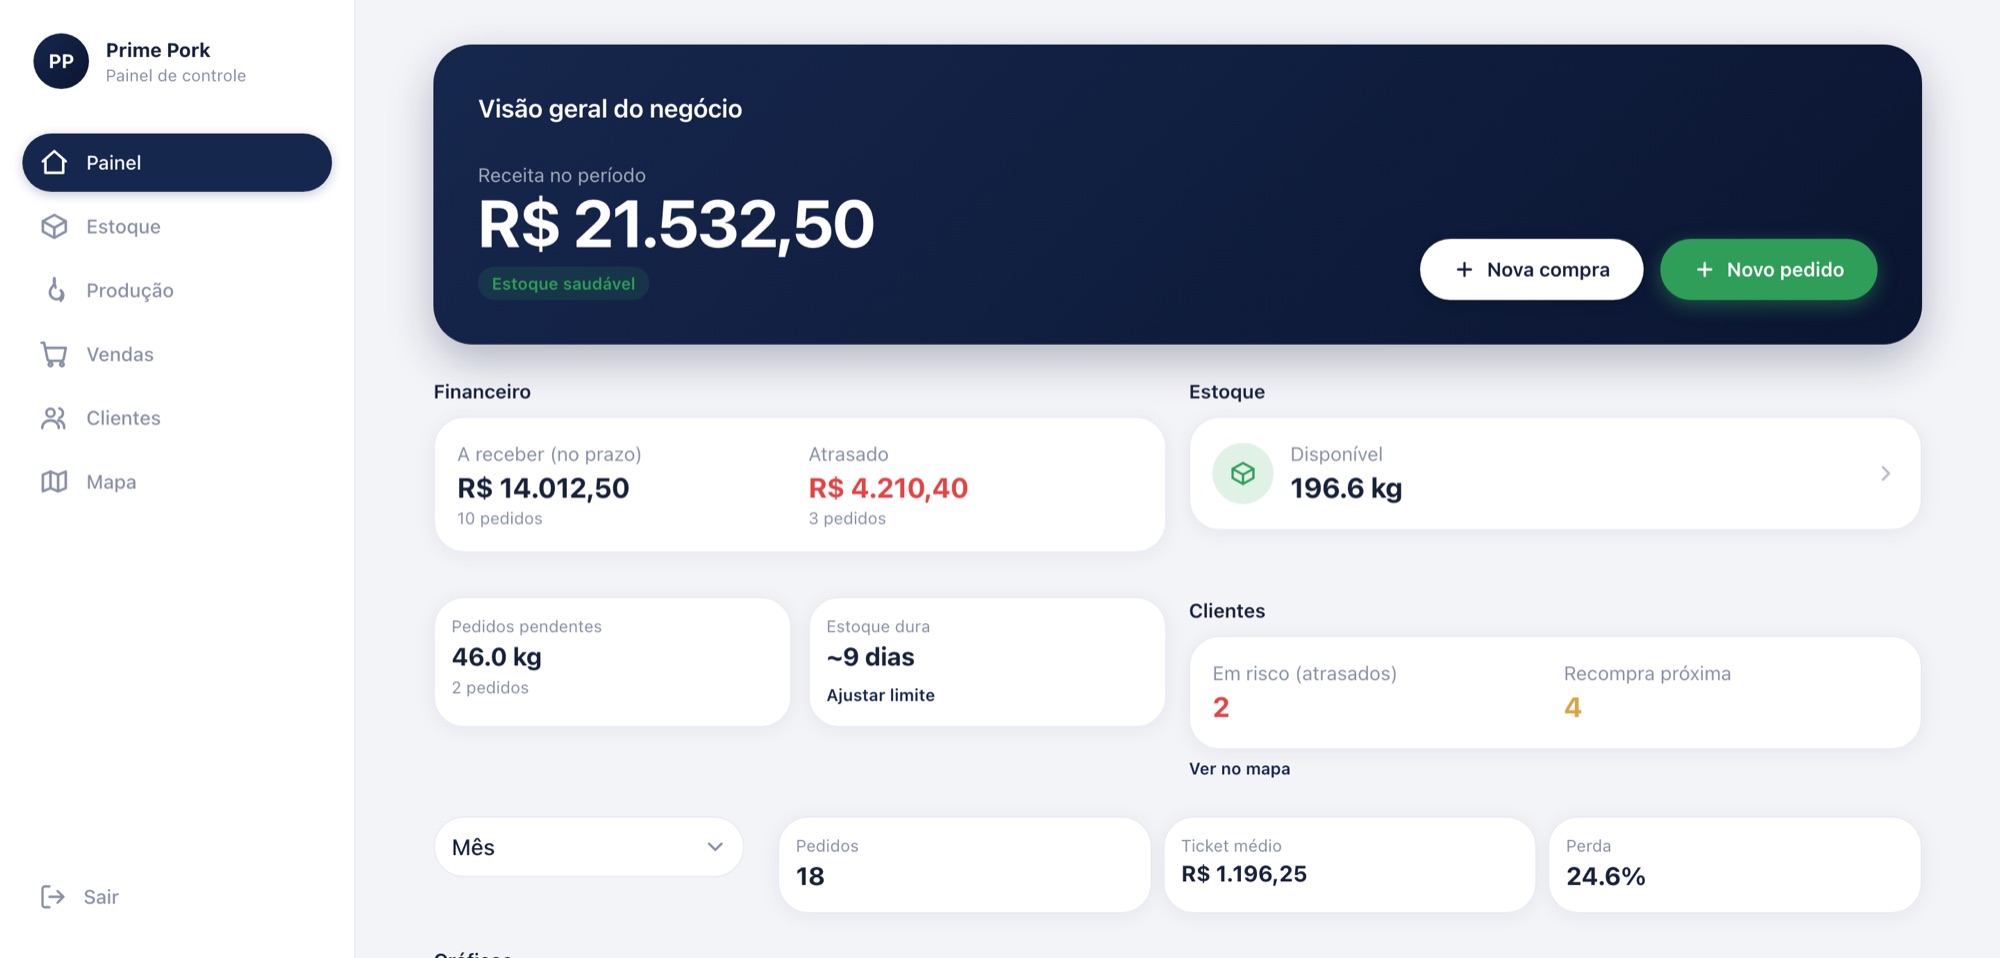 PP
Prime Pork
Painel de controle
Painel
Estoque
Produção
Vendas
Clientes
Mapa
Sair
Visão geral do negócio
Receita no período
R$ 21.532,50
Estoque saudável
+ Nova compra
+ Novo pedido
Financeiro
A receber (no prazo)
R$ 14.012,50
10 pedidos
Atrasado
R$ 4.210,40
3 pedidos
Estoque
Disponível
196.6 kg
Pedidos pendentes
46.0 kg
2 pedidos
Estoque dura
~9 dias
Ajustar limite
Clientes
Em risco (atrasados)
2
Recompra próxima
4
Ver no mapa
Mês
Pedidos
18
Ticket médio
R$ 1.196,25
Perda
24.6%